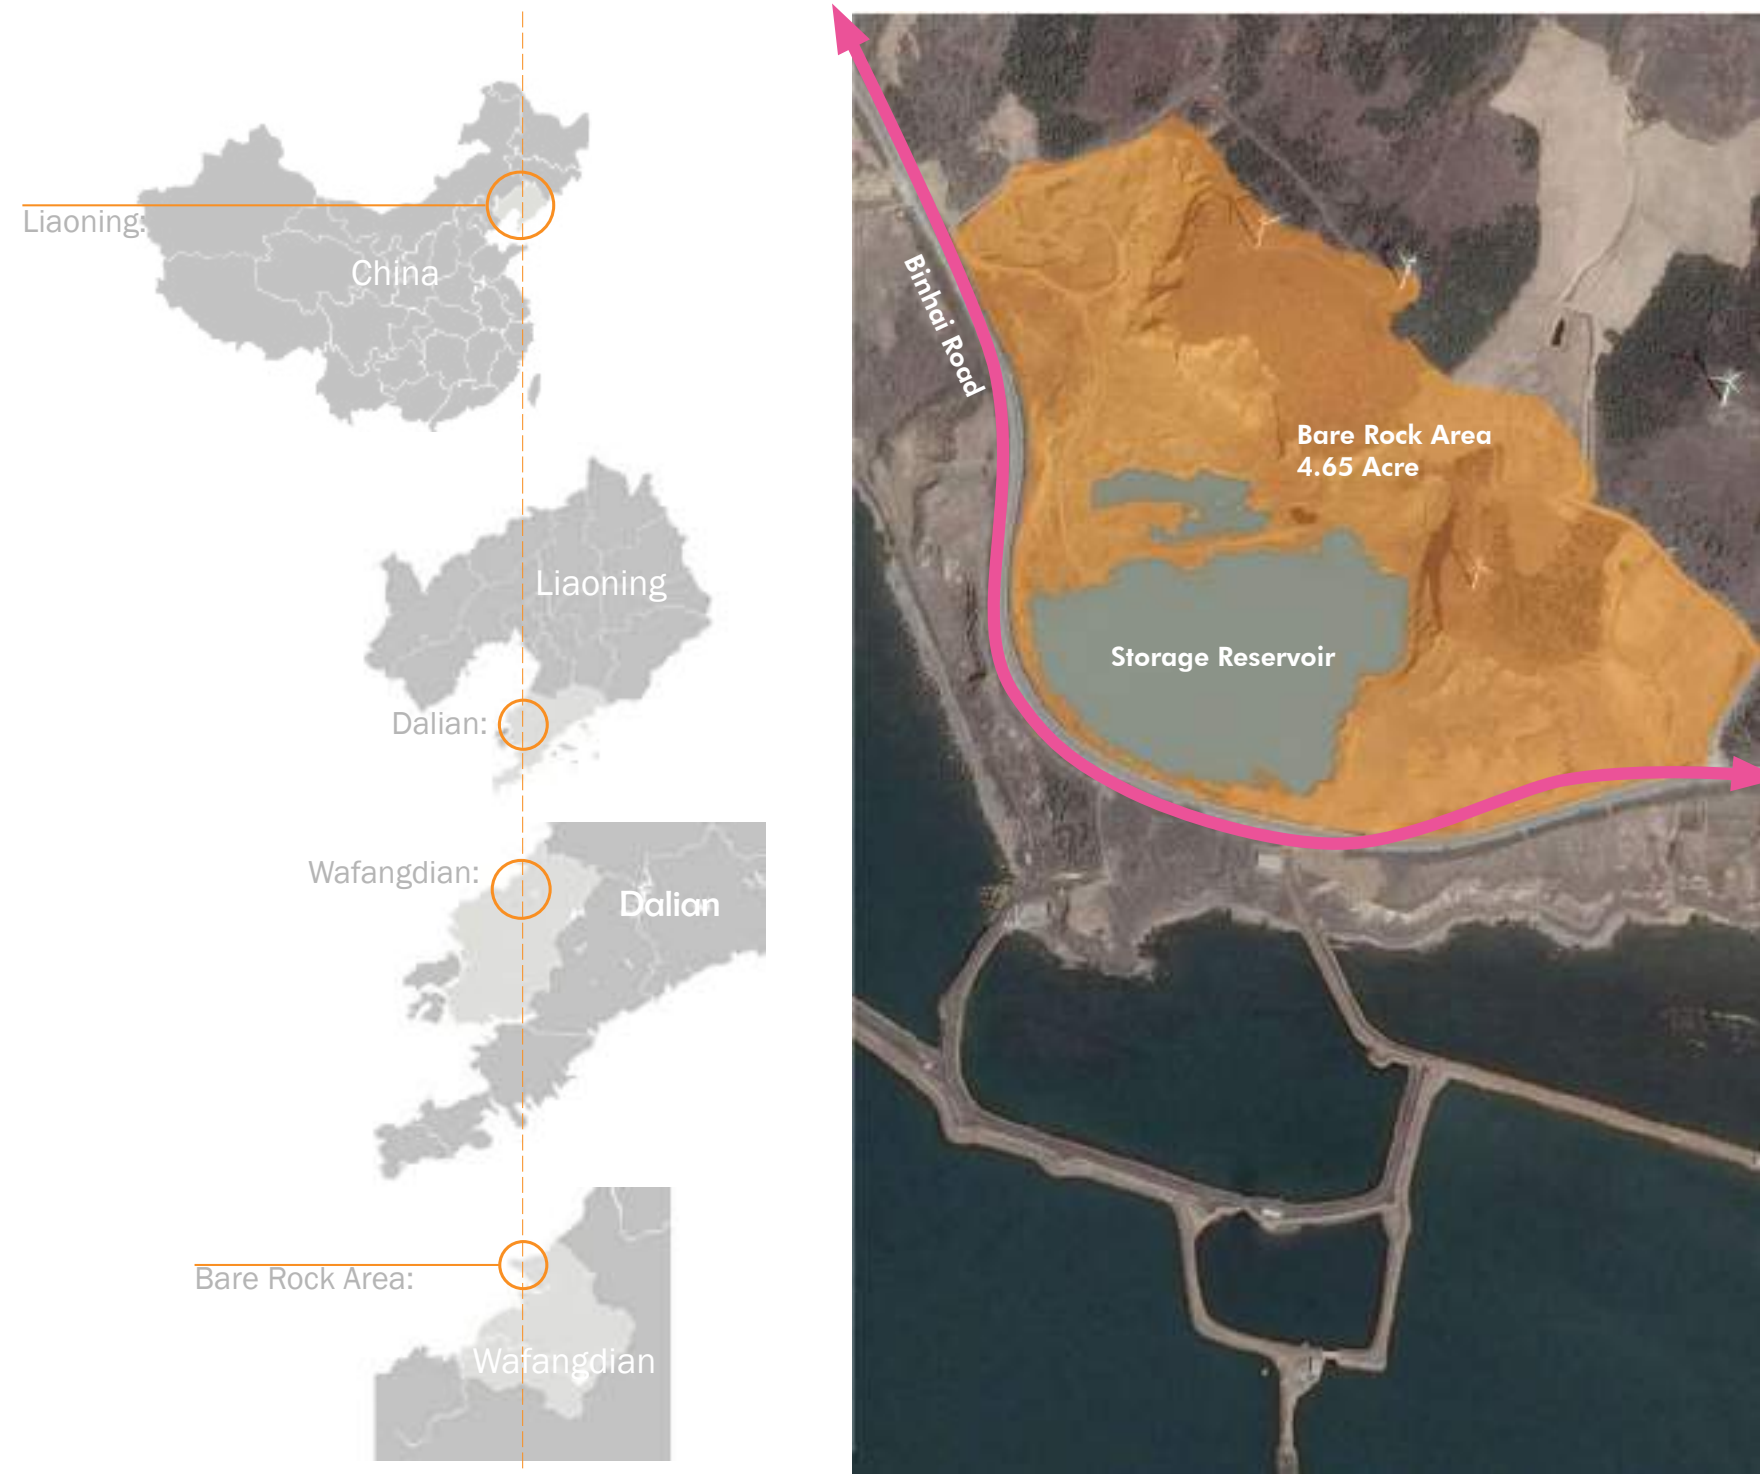 Liaoning:
China
Liaoning
Dalian:
Wafangdian:
Dalian
Bare Rock Area:
Wafangdian
Binhai Road
Bare Rock Area
4.65 Acre
Storage Reservoir